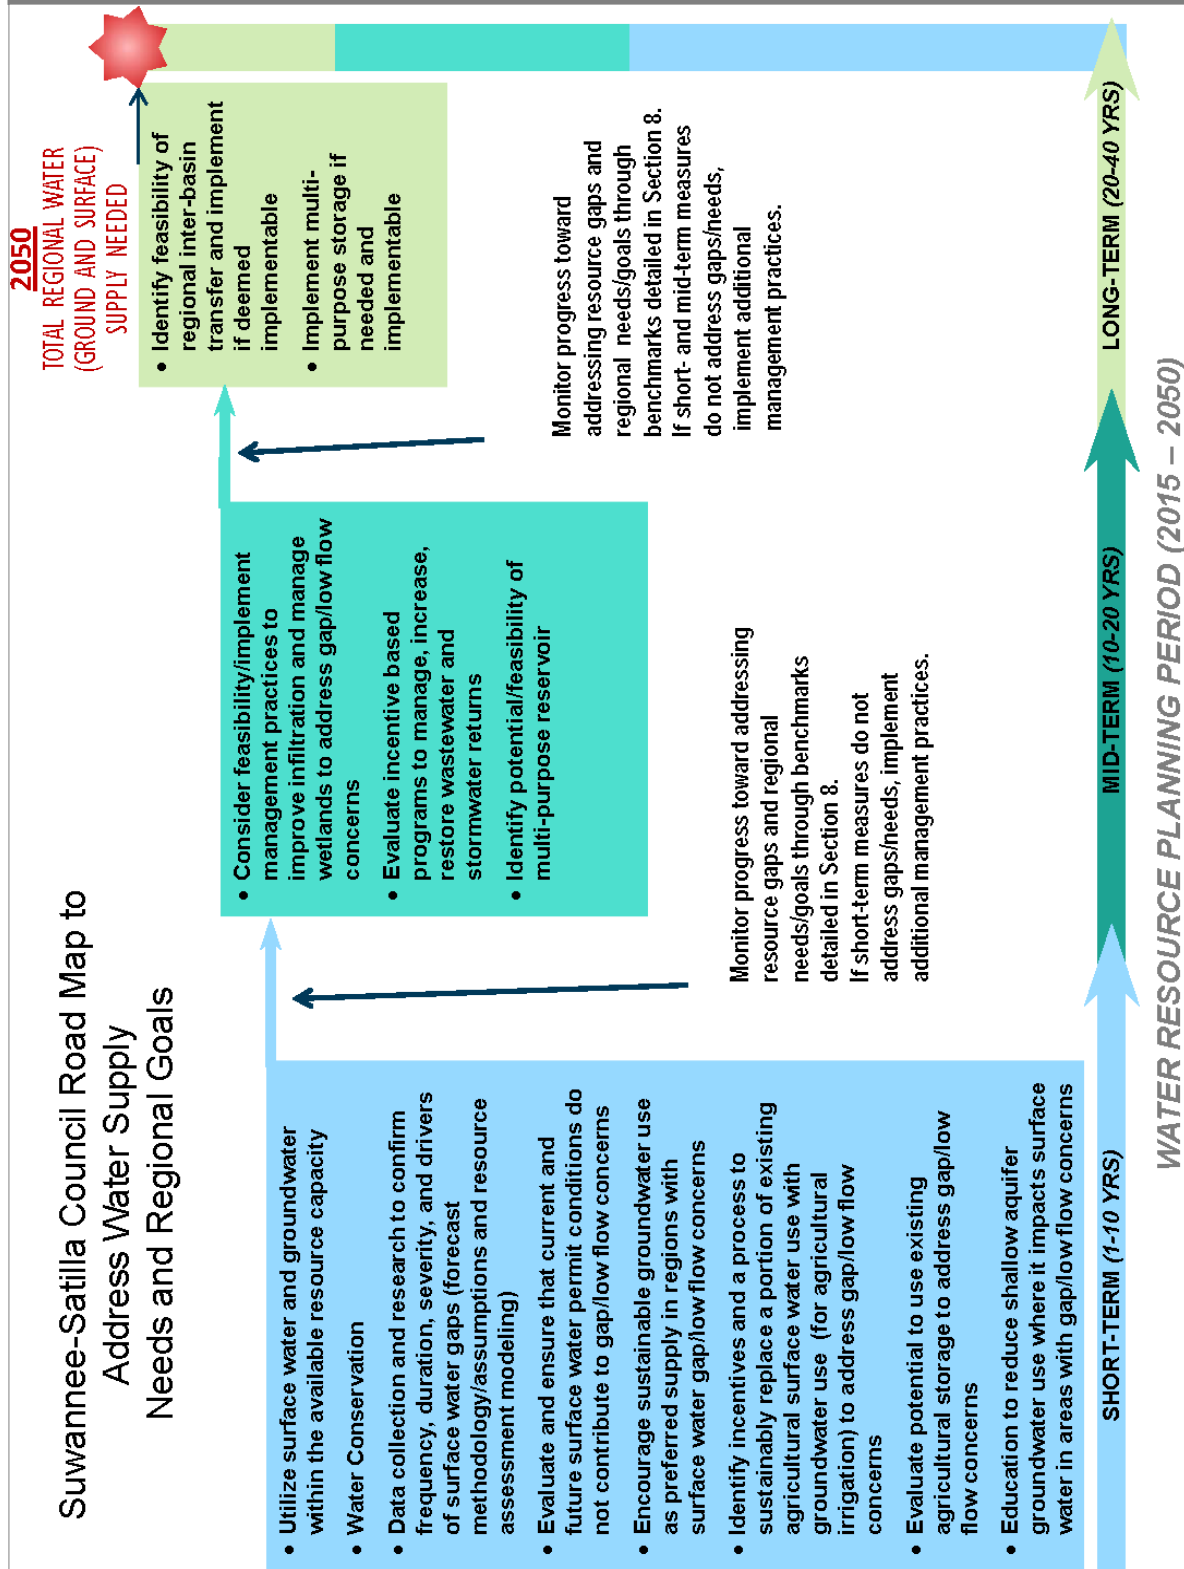 Suwannee-Satilla Council Road Map to
Address Water Supply
Needs and Regional Goals
2050
TOTAL REGIONAL WATER
(GROUND AND SURFACE)
SUPPLY NEEDED
• Utilize surface water and groundwater
within the available resource capacity
• Water Conservation
• Data collection and research to confirm
frequency, duration, severity, and drivers
of surface water gaps (forecast
methodology/assumptions and resource
assessment modeling)
• Evaluate and ensure that current and
future surface water permit conditions do
not contribute to gap/low flow concerns
• Encourage sustainable groundwater use
as preferred supply in regions with
surface water gap/low flow concerns
• Identify incentives and a process to
sustainably replace a portion of existing
agricultural surface water use with
groundwater use (for agricultural
irrigation) to address gap/low flow
concerns
• Evaluate potential to use existing
agricultural storage to address gap/low
flow concerns
• Education to reduce shallow aquifer
groundwater use where it impacts surface
water in areas with gap/low flow concerns
• Consider feasibility/implement
management practices to
improve infiltration and manage
wetlands to address gap/low flow
concerns
• Evaluate incentive based
programs to manage, increase,
restore wastewater and
stormwater returns
• Identify potential/feasibility of
multi-purpose reservoir
• Identify feasibility of
regional inter-basin
transfer and implement
if deemed
implementable
• Implement multi-
purpose storage if
needed and
implementable
Monitor progress toward addressing
resource gaps and regional
needs/goals through benchmarks
detailed in Section 8.
If short-term measures do not
address gaps/needs, implement
additional management practices.
Monitor progress toward
addressing resource gaps and
regional needs/goals through
benchmarks detailed in Section 8.
If short- and mid-term measures
do not address gaps/needs,
implement additional
management practices.
SHORT-TERM (1-10 YRS)
MID-TERM (10-20 YRS)
LONG-TERM (20-40 YRS)
WATER RESOURCE PLANNING PERIOD (2015 – 2050)